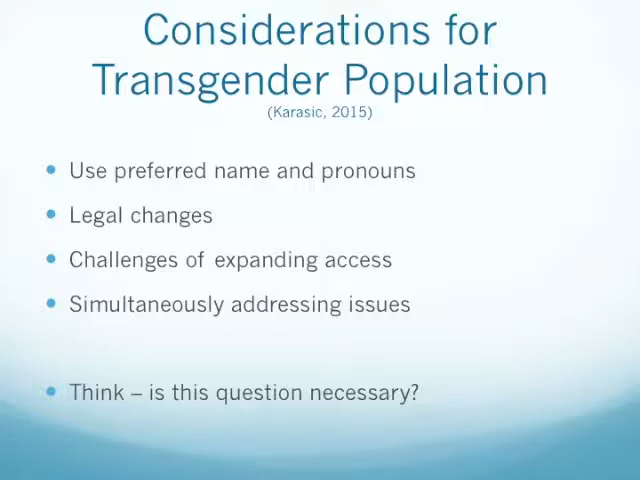 Considerations for
Transgender Population
(Karasic, 2015)
• Use preferred name and pronouns
• Legal changes
• Challenges of expanding access
• Simultaneously addressing issues
• Think – is this question necessary?